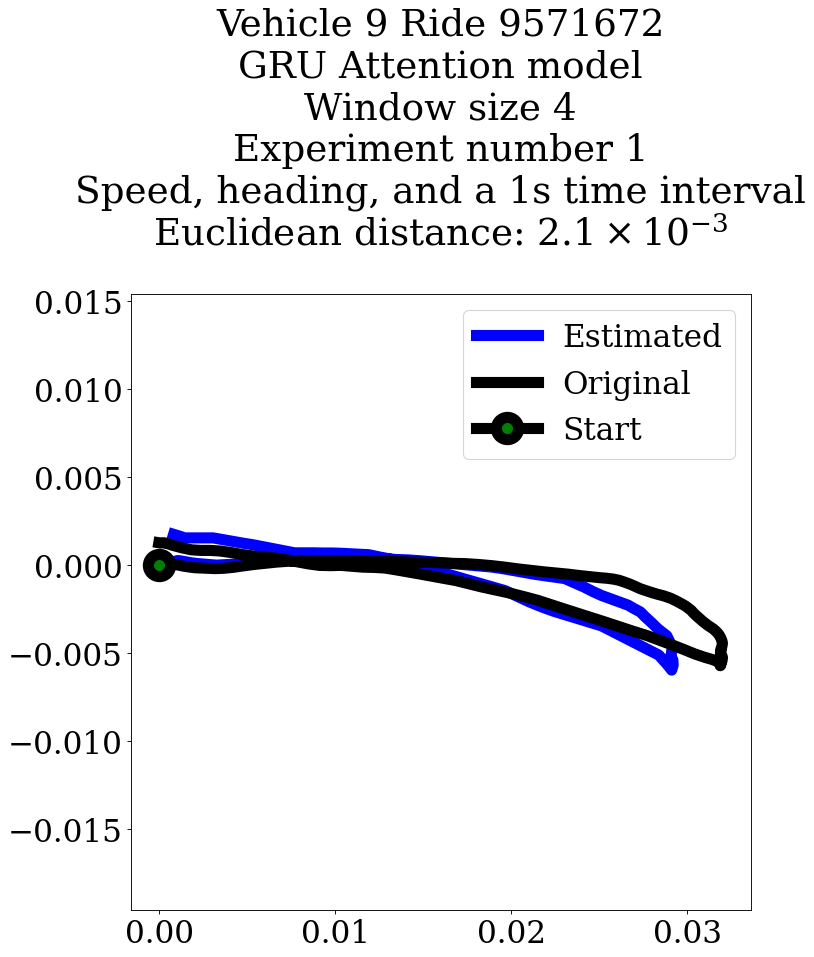 Vehicle 9 Ride 9571672
GRU Attention model
Window size 4
Experiment number 1
Speed, heading, and a 1s time interval
Euclidean distance: 2.1 × 10⁻³
Estimated
Original
Start
0.015
0.010
0.005
0.000
−0.005
−0.010
−0.015
0.00 0.01 0.02 0.03